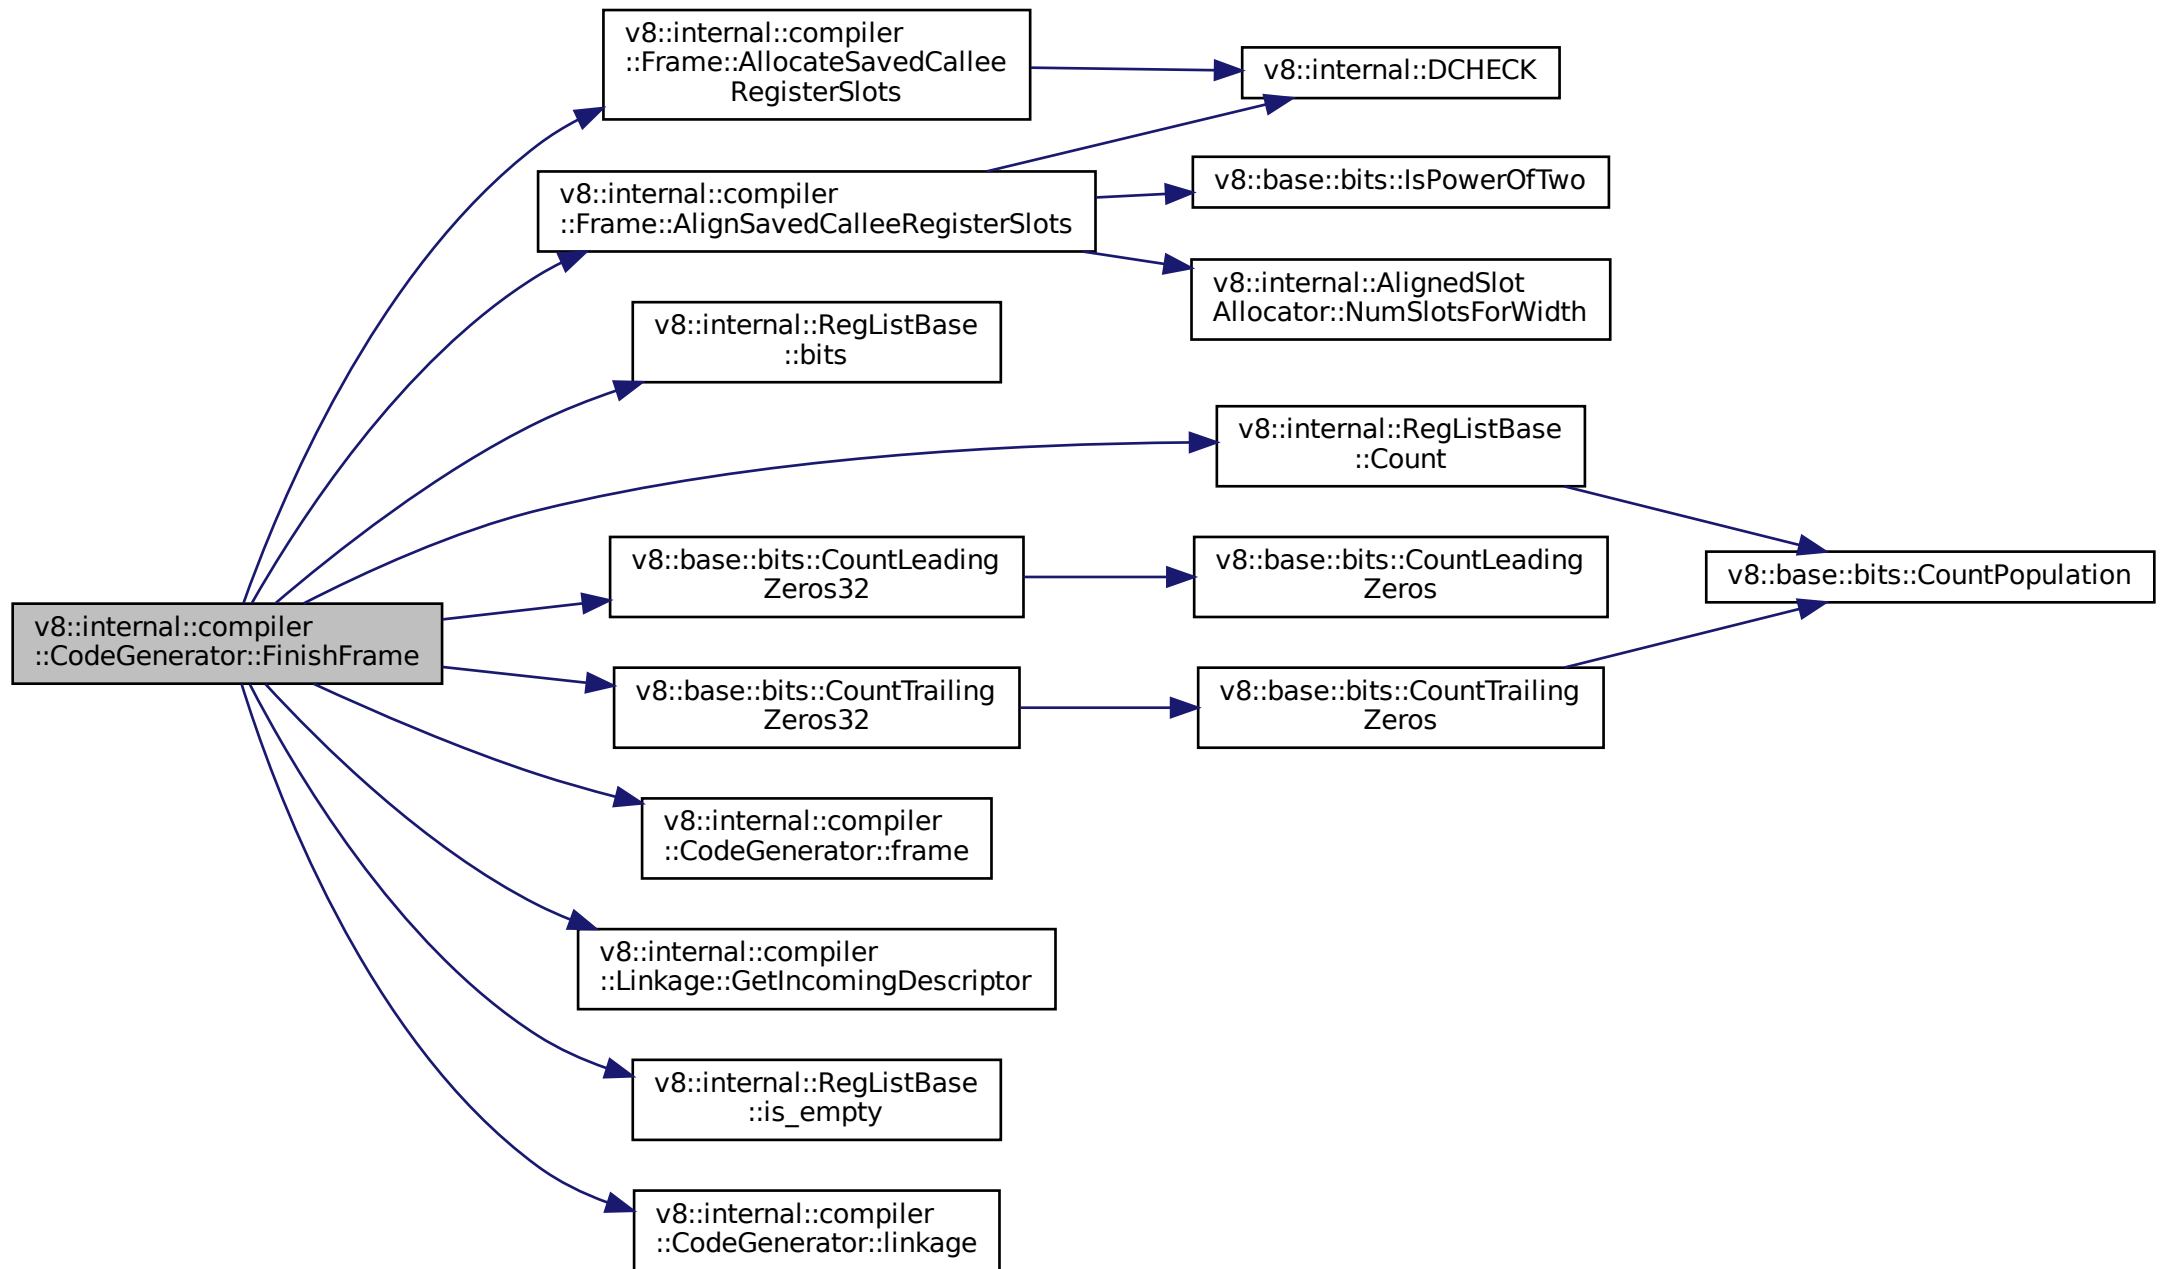 v8::internal::compiler
::Frame::AllocateSavedCallee
RegisterSlots
v8::internal::DCHECK
v8::internal::compiler
::Frame::AlignSavedCalleeRegisterSlots
v8::base::bits::IsPowerOfTwo
v8::internal::AlignedSlot
Allocator::NumSlotsForWidth
v8::internal::RegListBase
::bits
v8::internal::RegListBase
::Count
v8::base::bits::CountLeading
Zeros32
v8::base::bits::CountLeading
Zeros
v8::base::bits::CountPopulation
v8::internal::compiler
::CodeGenerator::FinishFrame
v8::base::bits::CountTrailing
Zeros32
v8::base::bits::CountTrailing
Zeros
v8::internal::compiler
::CodeGenerator::frame
v8::internal::compiler
::Linkage::GetIncomingDescriptor
v8::internal::RegListBase
::is_empty
v8::internal::compiler
::CodeGenerator::linkage